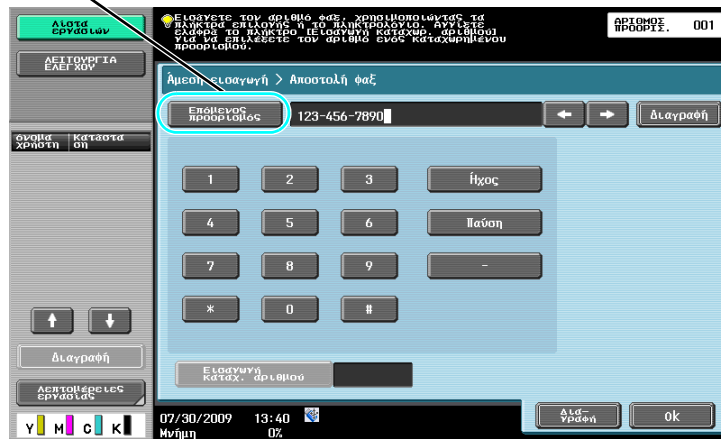 Λίστα
εργασιών
Εισάγετε τον αριθμό φαξ, χρησιμοποιώντας τα
πλήκτρα επιλογής ή το πληκτρολόγιο. Αγγίξτε
ελαφρά το πλήκτρο [Εισαγωγή καταχωρ. αριθμού]
για να επιλέξετε τον αριθμό ενός καταχωρημένου
προορισμού.
ΑΡΙΘΜΟΣ
ΠΡΟΟΡΙΣ. 001
ΛΕΙΤΟΥΡΓΙΑ
ΕΛΕΓΧΟΥ
Άμεση εισαγωγή > Αποστολή φαξ
Επόμενος
προορισμός
123-456-7890
Διαγραφή
όνομα
χρήστη
Κατάστα
ση
1 2 3 Ήχος
4 5 6 Παύση
7 8 9 -
* 0 #
Διαγραφή
Εισαγωγή
καταχ. αριθμού
Λεπτομέρειες
εργασίας
Y M C K
07/30/2009 13:40
Μνήμη 0%
Δια-
γραφή
Ok